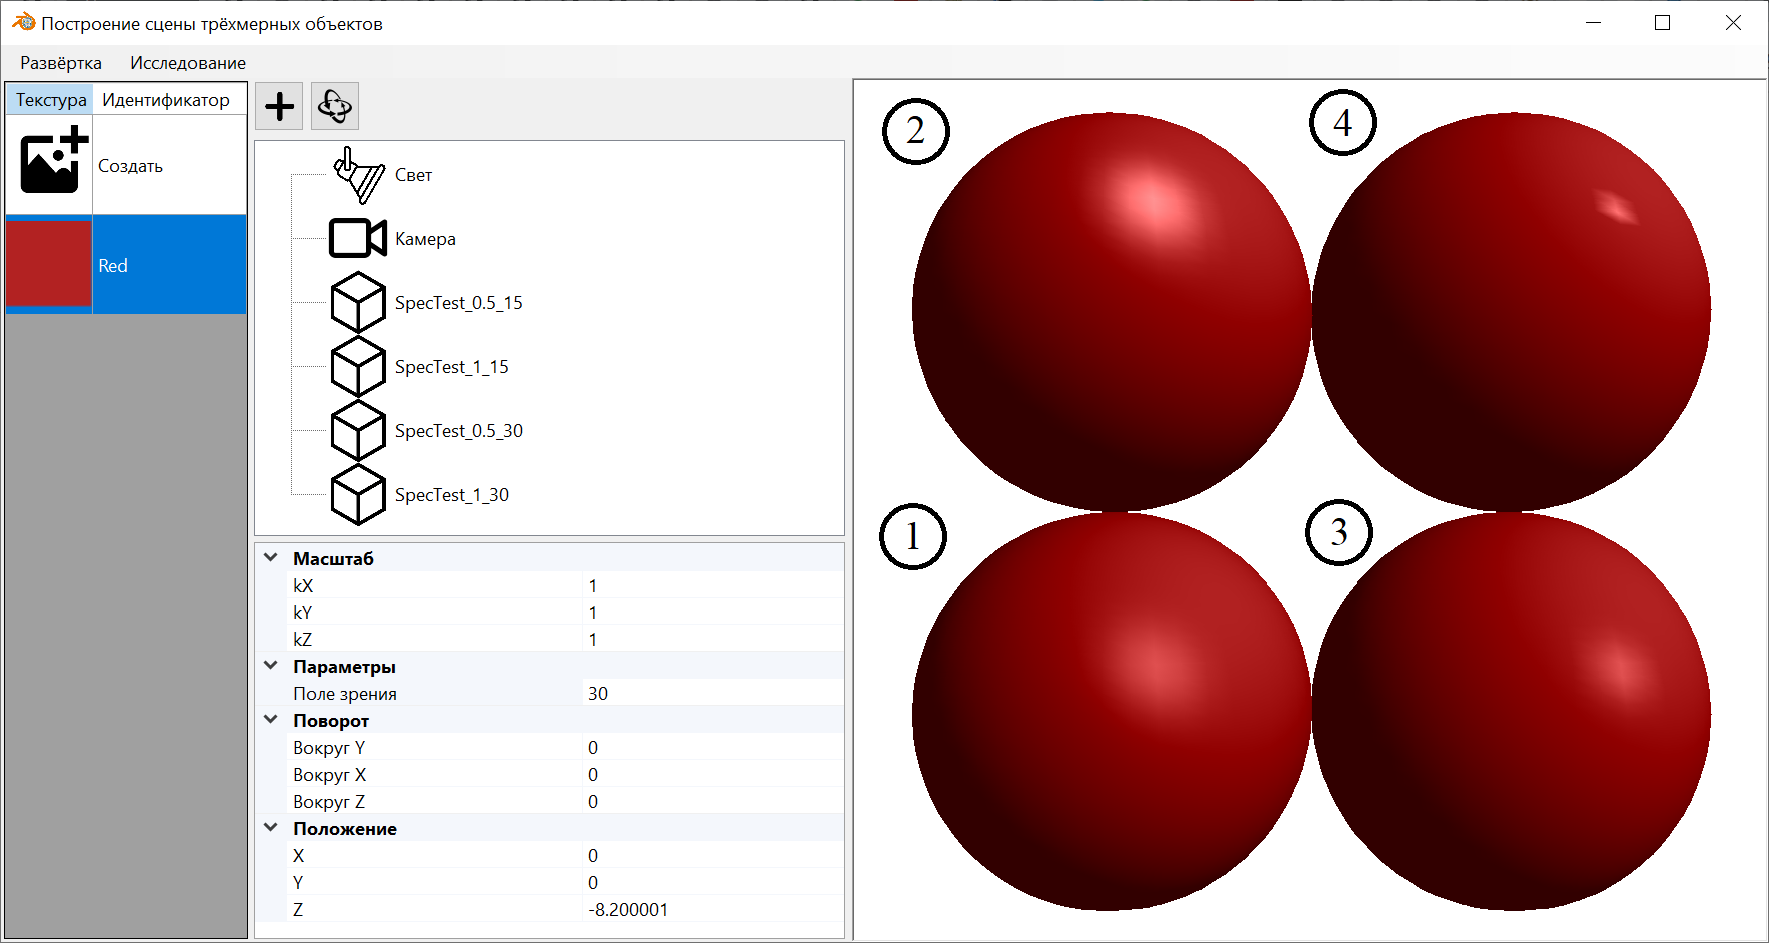 Построение сцены трёхмерных объектов
Развёртка Исследование
Текстура Идентификатор
Создать
Red
Свет
Камера
SpecTest_0.5_15
SpecTest_1_15
SpecTest_0.5_30
SpecTest_1_30
Масштаб
kX 1
kY 1
kZ 1
Параметры
Поле зрения 30
Поворот
Вокруг Y 0
Вокруг X 0
Вокруг Z 0
Положение
X 0
Y 0
Z -8.200001
2
4
1
3